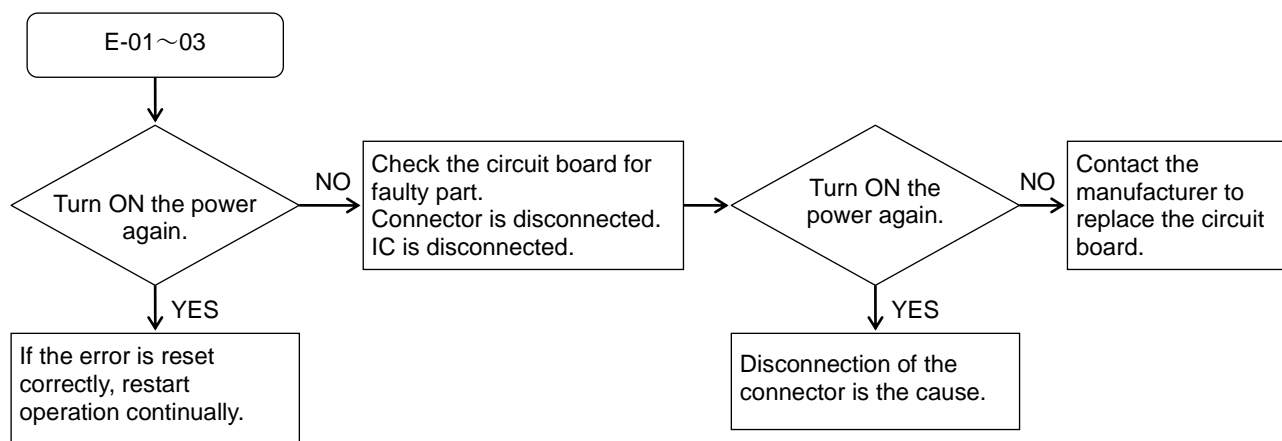 E-01～03
Turn ON the power
again.
NO
Check the circuit board for
faulty part.
Connector is disconnected.
IC is disconnected.
Turn ON the
power again.
NO
Contact the
manufacturer to
replace the circuit
board.
YES
If the error is reset
correctly, restart
operation continually.
YES
Disconnection of the
connector is the cause.